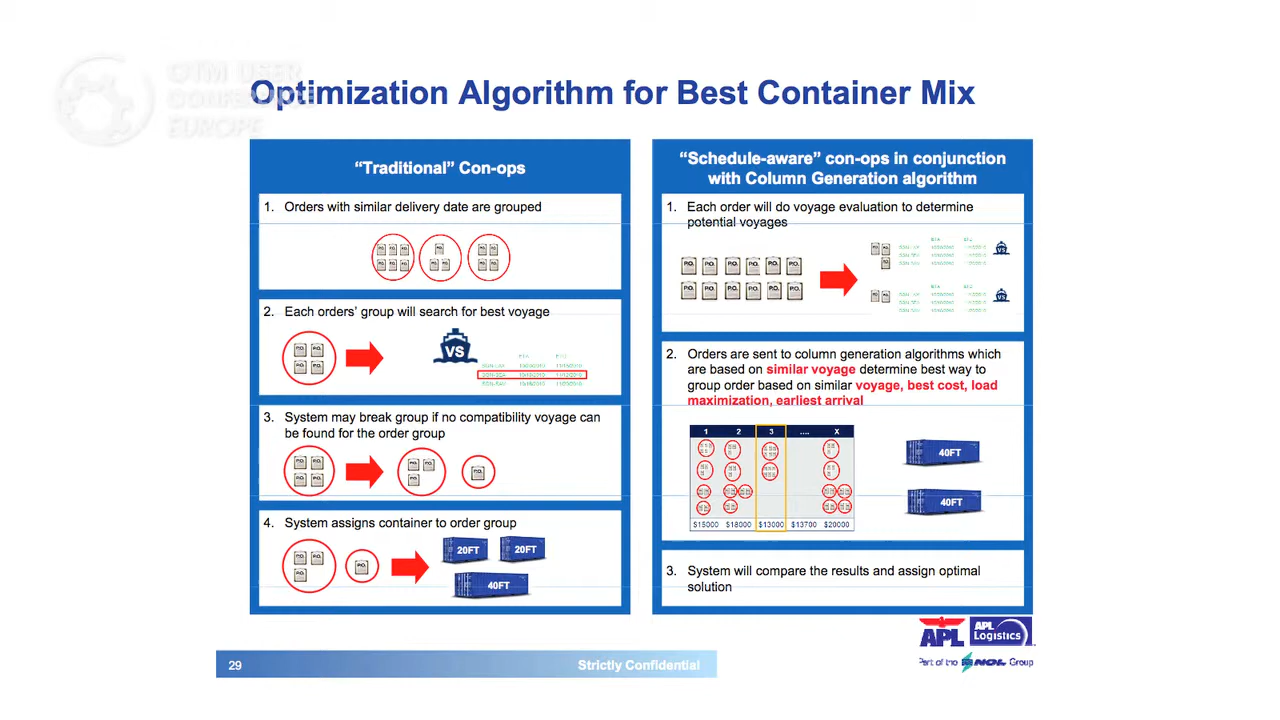 OTM USER
CONFERENCE
EUROPE
Optimization Algorithm for Best Container Mix
“Traditional” Con-ops
1. Orders with similar delivery date are grouped
2. Each orders’ group will search for best voyage
VS
3. System may break group if no compatibility voyage can
be found for the order group
4. System assigns container to order group
20FT
20FT
40FT
“Schedule-aware” con-ops in conjunction
with Column Generation algorithm
1. Each order will do voyage evaluation to determine
potential voyages
VS
VS
2. Orders are sent to column generation algorithms which
are based on similar voyage determine best way to
group order based on similar voyage, best cost, load
maximization, earliest arrival
1 2 3 .... X
$15000 $18000 $13000 $13700 $20000
40FT
40FT
3. System will compare the results and assign optimal
solution
APL
APL
Logistics
Part of the NOL Group
29
Strictly Confidential